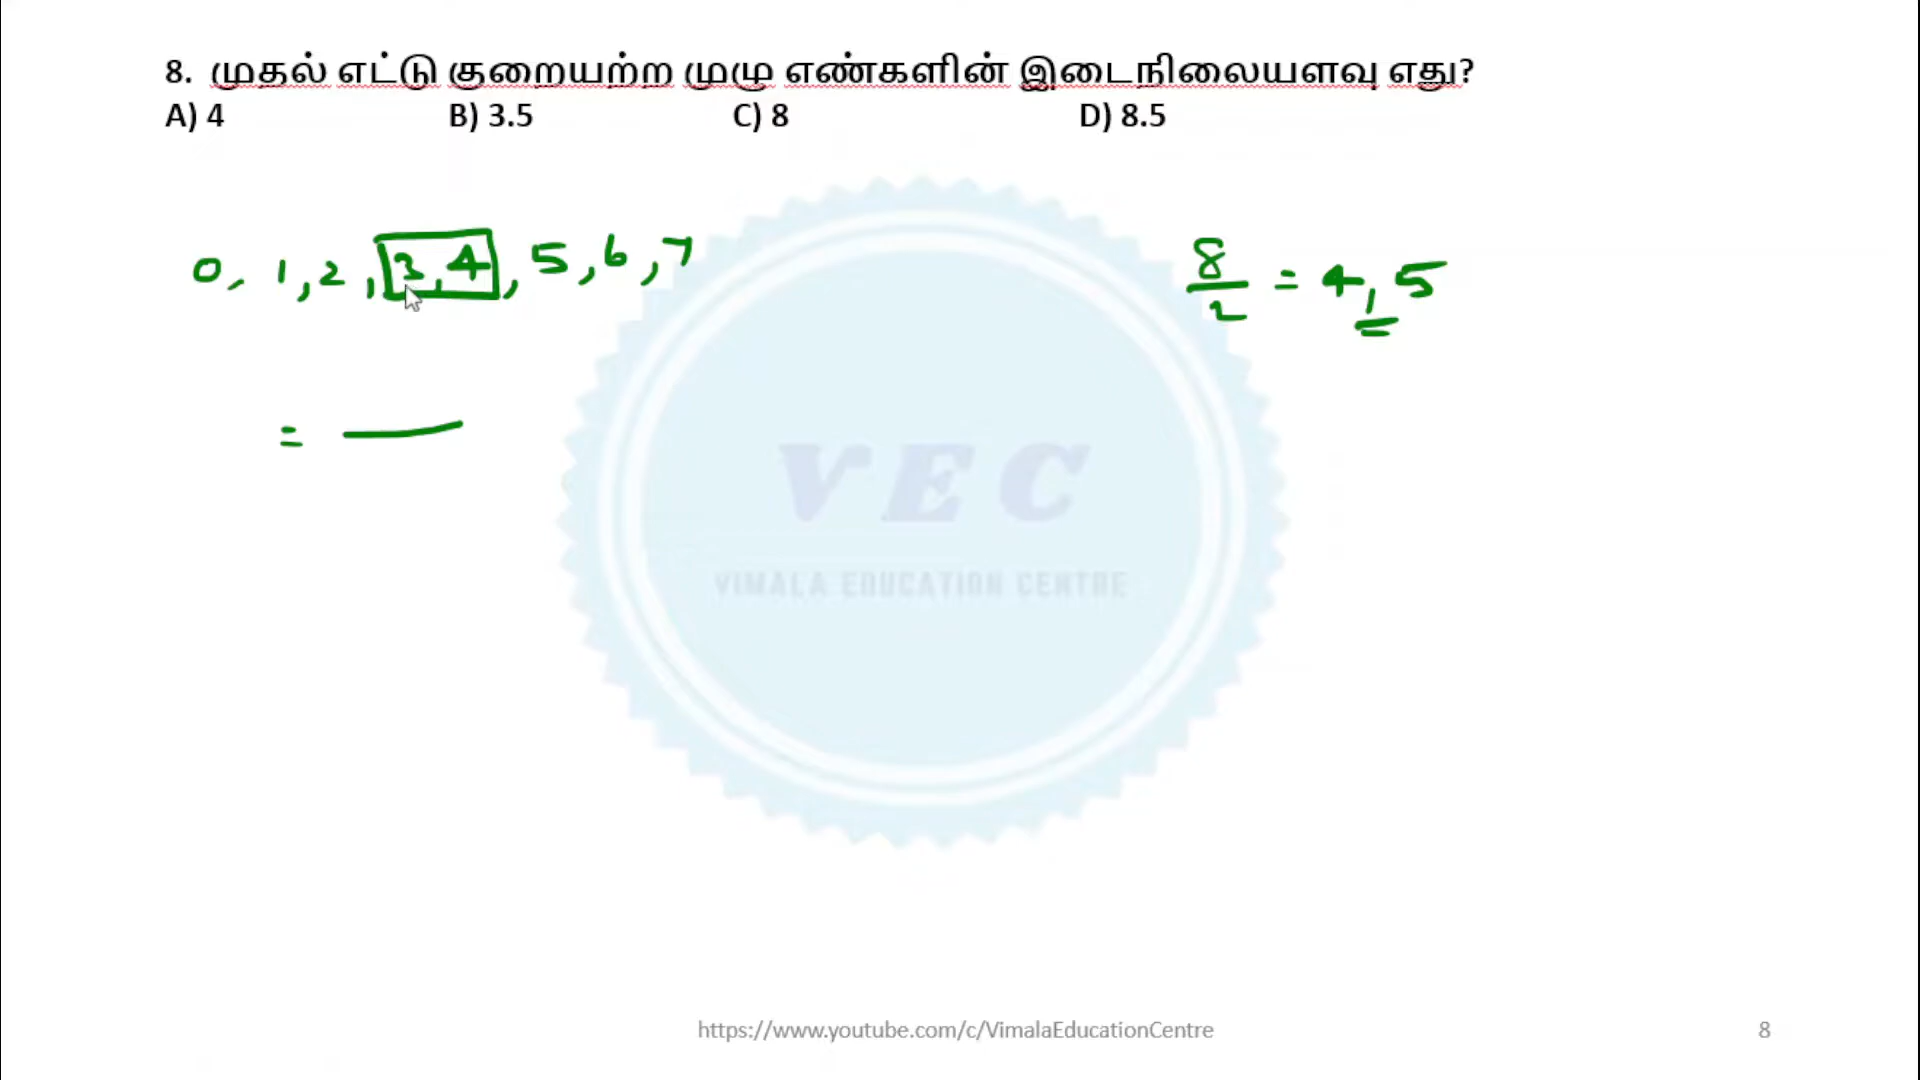 8. முதல் எட்டு குறையற்ற முழு எண்களின் இடைநிலையளவு எது?
A) 4 B) 3.5 C) 8 D) 8.5
0, 1, 2, 3, 4, 5, 6, 7
8/2 = 4, 5
=
VEC
VIMALA EDUCATION CENTRE
https://www.youtube.com/c/VimalaEducationCentre 8